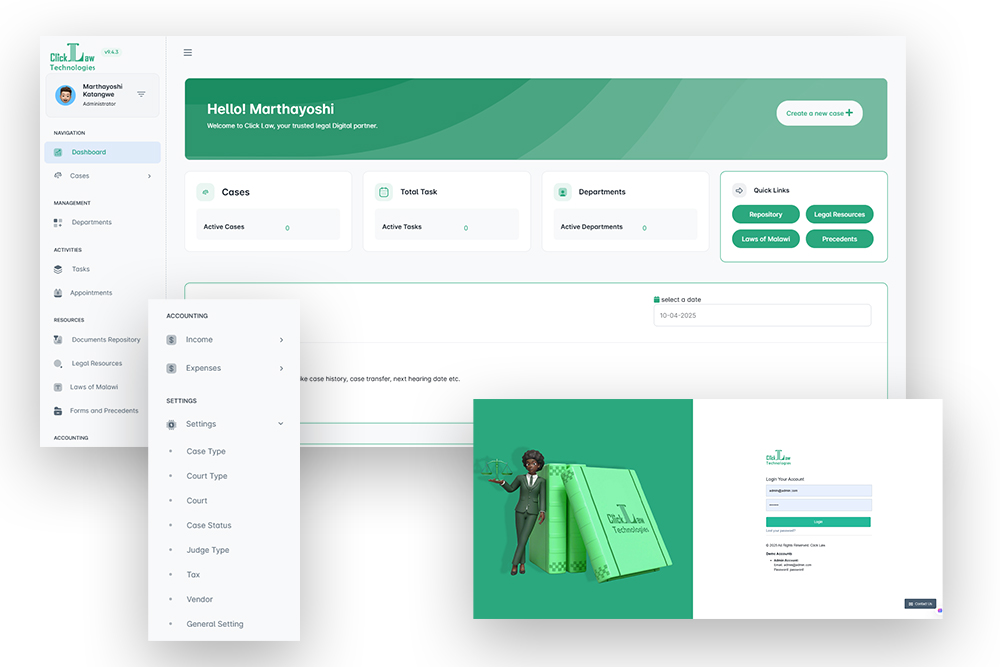 Click Law
Technologies
v9.4.3
Marthayoshi
Katangwe
Administrator
NAVIGATION
Dashboard
Cases
MANAGEMENT
Departments
ACTIVITIES
Tasks
Appointments
RESOURCES
Documents Repository
Legal Resources
Laws of Malawi
Forms and Precedents
ACCOUNTING
Hello! Marthayoshi
Welcome to Click Law, your trusted legal Digital partner.
Create a new case
Cases
Active Cases 0
Total Task
Active Tasks 0
Departments
Active Departments 0
Quick Links
Repository
Legal Resources
Laws of Malawi
Precedents
select a date
10-04-2025
ke case history, case transfer, next hearing date etc.
ACCOUNTING
Income
Expenses
SETTINGS
Settings
Case Type
Court Type
Court
Case Status
Judge Type
Tax
Vendor
General Setting
Click Law
Technologies
Click Law
Technologies
Login Your Account
admin@admin.com
Login
Lost your password?
© 2025 All Rights Reserved. Click Law.
Demo Accounts
Admin Account:
Email: admin@admin.com
Password: password
Contact Us